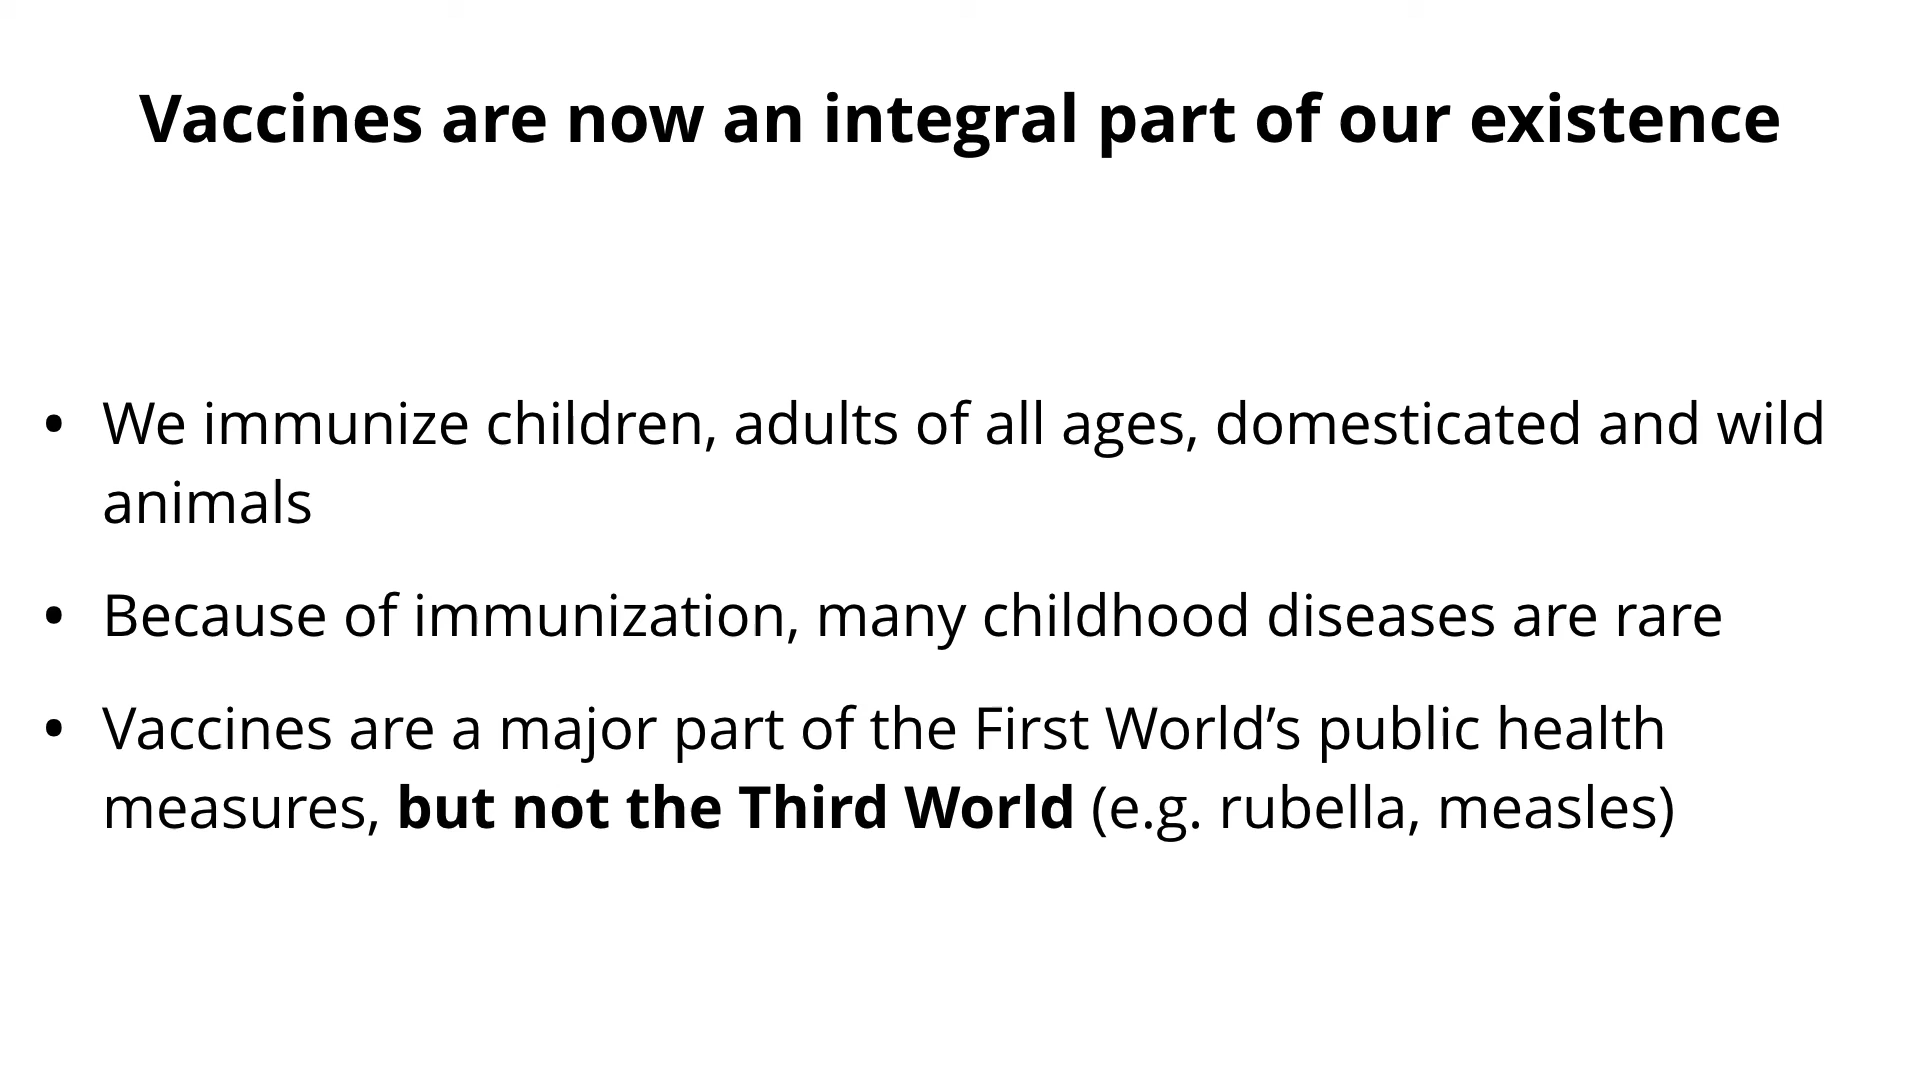 Vaccines are now an integral part of our existence
• We immunize children, adults of all ages, domesticated and wild
animals
• Because of immunization, many childhood diseases are rare
• Vaccines are a major part of the First World’s public health
measures, but not the Third World (e.g. rubella, measles)